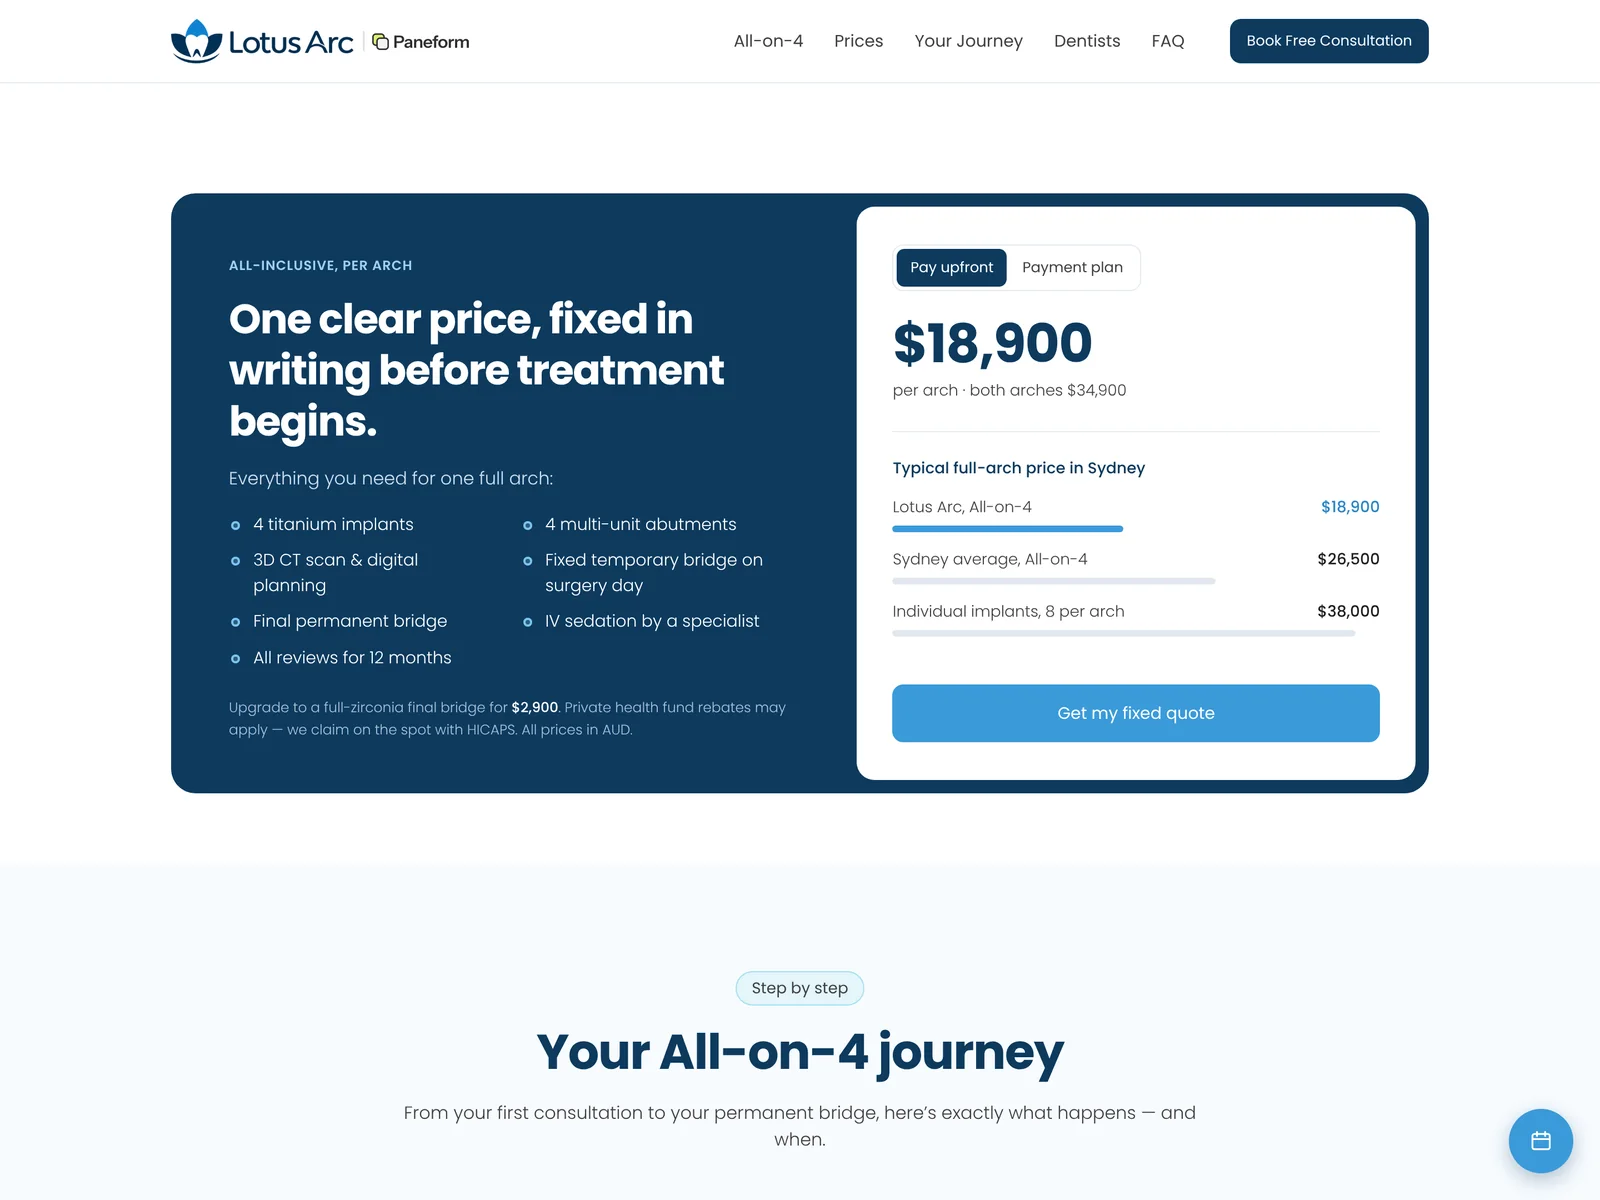 Lotus Arc
Paneform
All-on-4
Prices
Your Journey
Dentists
FAQ
Book Free Consultation
ALL-INCLUSIVE, PER ARCH
One clear price, fixed in
writing before treatment
begins.
Everything you need for one full arch:
4 titanium implants
4 multi-unit abutments
3D CT scan & digital
planning
Fixed temporary bridge on
surgery day
Final permanent bridge
IV sedation by a specialist
All reviews for 12 months
Upgrade to a full-zirconia final bridge for $2,900. Private health fund rebates may
apply — we claim on the spot with HICAPS. All prices in AUD.
Pay upfront
Payment plan
$18,900
per arch · both arches $34,900
Typical full-arch price in Sydney
Lotus Arc, All-on-4 $18,900
Sydney average, All-on-4 $26,500
Individual implants, 8 per arch $38,000
Get my fixed quote
Step by step
Your All-on-4 journey
From your first consultation to your permanent bridge, here’s exactly what happens — and
when.